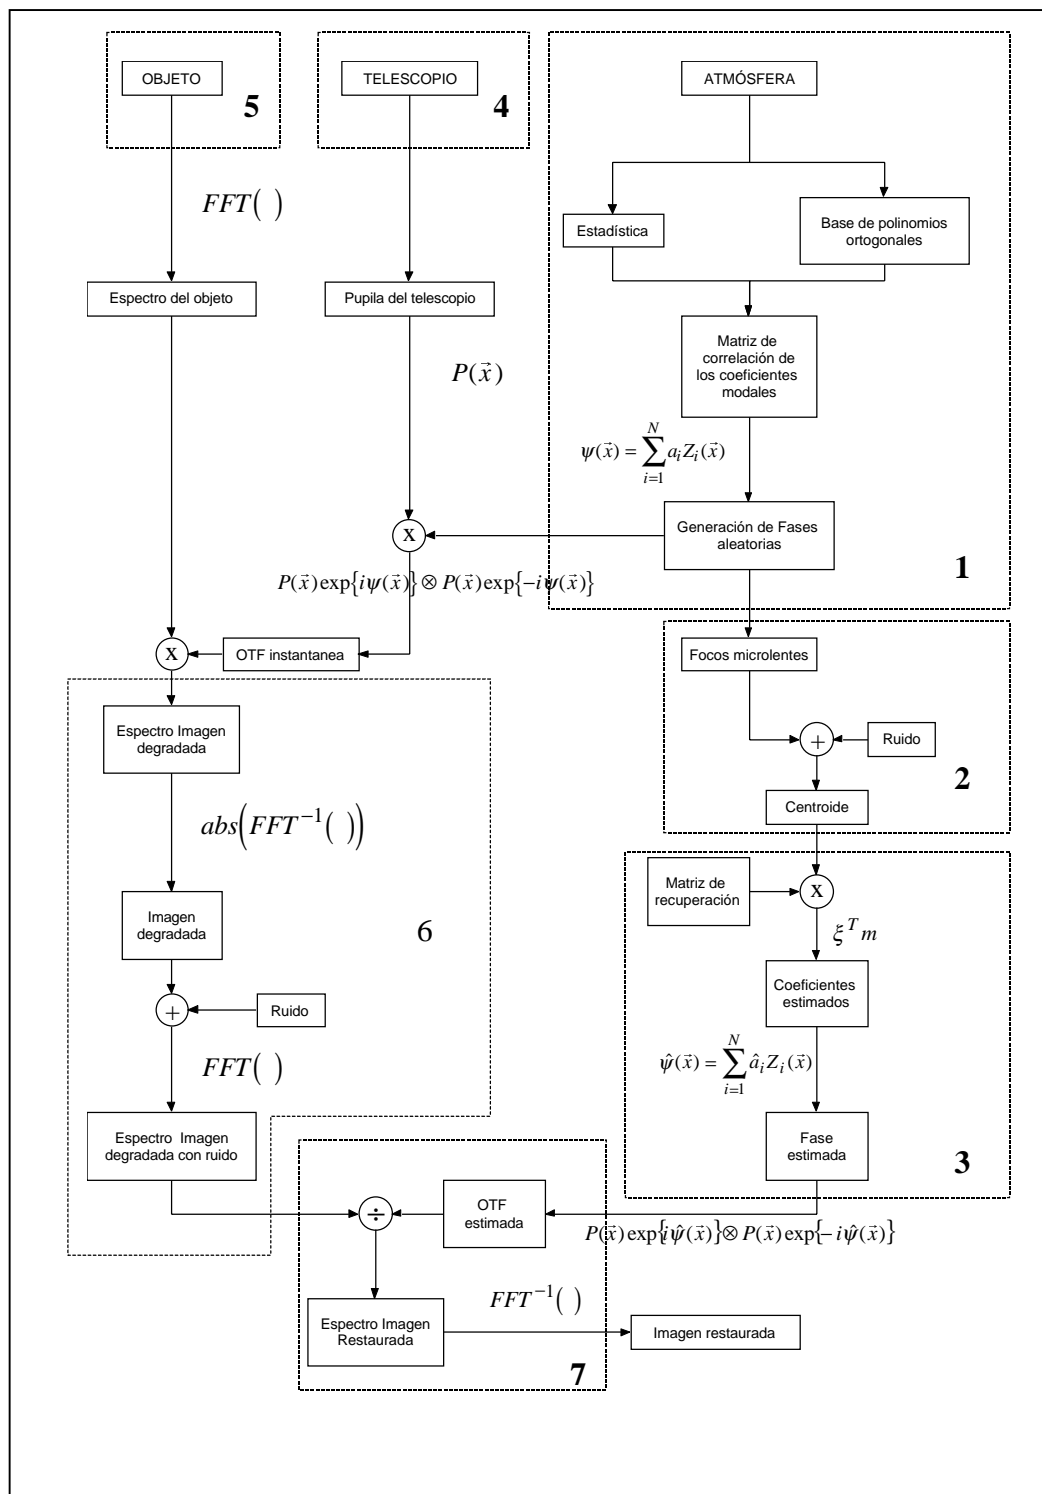 OBJETO
5
TELESCOPIO
4
ATMÓSFERA
FFT( )
Estadística
Base de polinomios
ortogonales
Espectro del objeto
Pupila del telescopio
P(x⃗)
Matriz de
correlación de
los coeficientes
modales
ψ(x⃗) = ∑_{i=1}^{N} a_i Z_i(x⃗)
Generación de Fases
aleatorias
x
1
P(x⃗) exp{iψ(x⃗)} ⊗ P(x⃗) exp{−iψ(x⃗)}
x
OTF instantanea
Focos microlentes
Espectro Imagen
degradada
+
Ruido
2
Centroide
abs(FFT⁻¹( ))
Matriz de
recuperación
x
Imagen
degradada
6
ξ^T m
Coeficientes
estimados
+
Ruido
FFT( )
ψ̂(x⃗) = ∑_{i=1}^{N} â_i Z_i(x⃗)
Espectro Imagen
degradada con ruido
Fase
estimada
3
÷
OTF
estimada
P(x⃗) exp{iψ̂(x⃗)} ⊗ P(x⃗) exp{−iψ̂(x⃗)}
FFT⁻¹( )
Espectro Imagen
Restaurada
Imagen restaurada
7